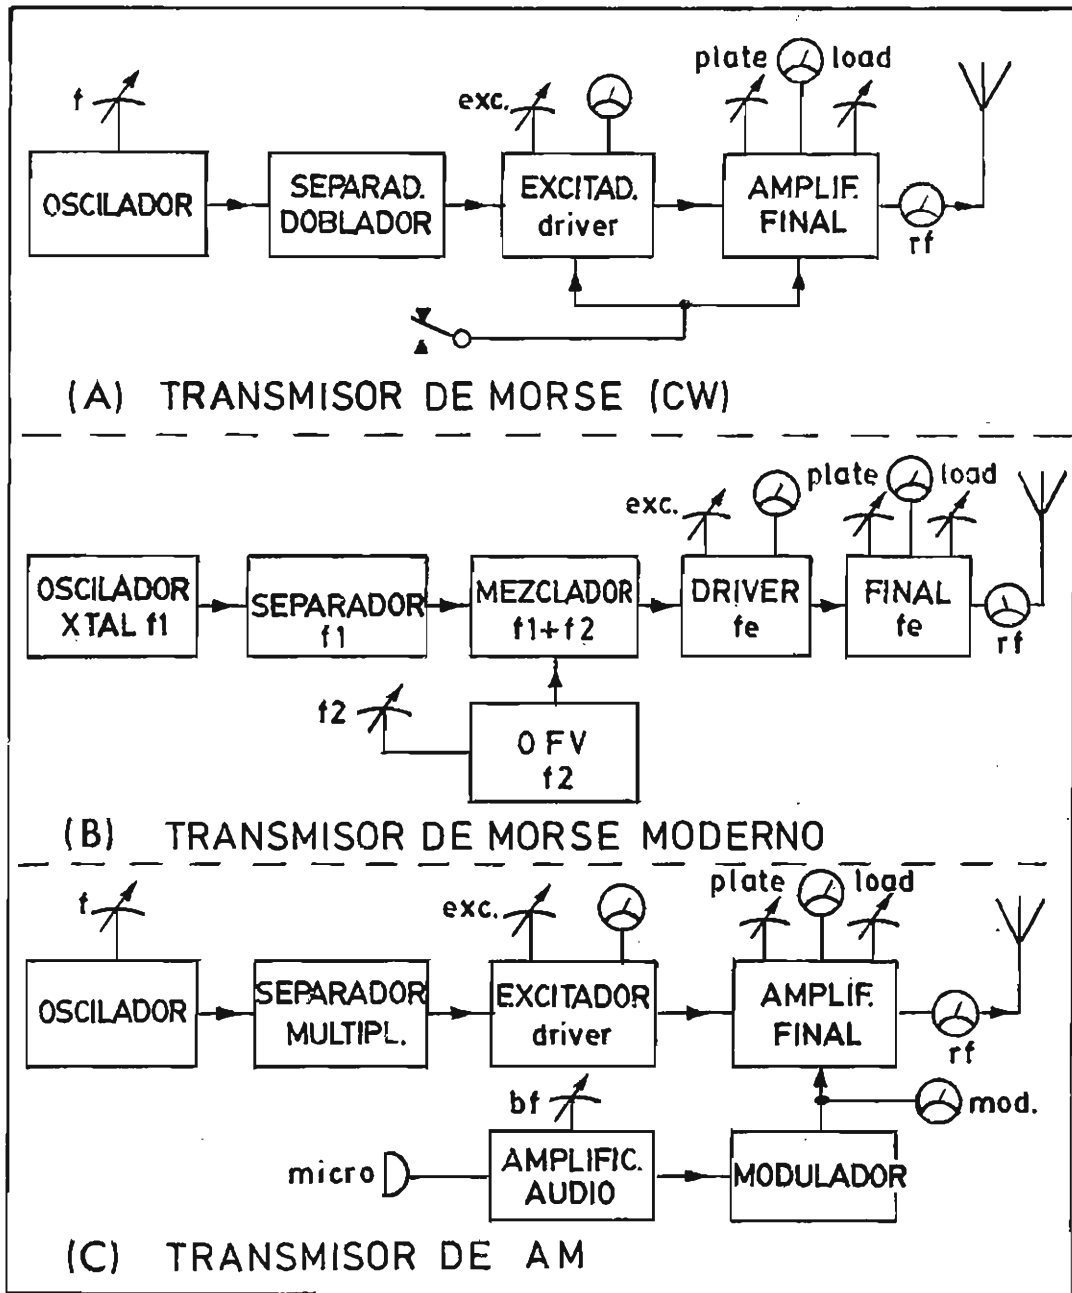 f
exc.
plate
load
OSCILADOR
SEPARAD.
DOBLADOR
EXCITAD.
driver
AMPLIF.
FINAL
rf
(A) TRANSMISOR DE MORSE (CW)
exc.
plate
load
OSCILADOR
XTAL f1
SEPARADOR
f1
MEZCLADOR
f1+f2
DRIVER
fe
FINAL
fe
rf
f2
OFV
f2
(B) TRANSMISOR DE MORSE MODERNO
f
exc.
plate
load
OSCILADOR
SEPARADOR
MULTIPL.
EXCITADOR
driver
AMPLIF.
FINAL
rf
bf
mod.
micro
AMPLIFIC.
AUDIO
MODULADOR
(C) TRANSMISOR DE AM